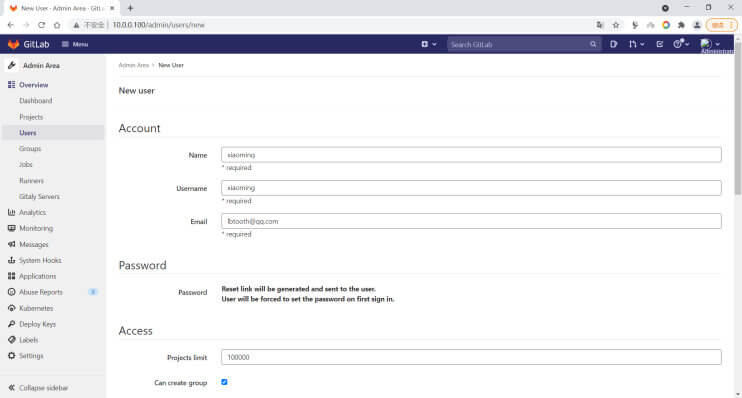 New User - Admin Area - GitLab
不安全 | 10.0.0.100/admin/users/new
GitLab
Menu
Search GitLab
Administrator
Admin Area
Admin Area > New User
Overview
Dashboard
Projects
Users
Groups
Jobs
Runners
Gitaly Servers
Analytics
Monitoring
Messages
System Hooks
Applications
Abuse Reports 0
Kubernetes
Deploy Keys
Labels
Settings
Collapse sidebar
New user
Account
Name xiaoming
* required
Username xiaoming
* required
Email lbtooth@qq.com
* required
Password
Password Reset link will be generated and sent to the user.
User will be forced to set the password on first sign in.
Access
Projects limit 100000
Can create group